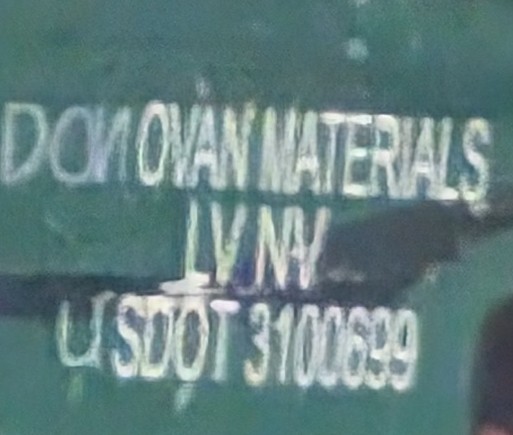 DONOVAN MATERIALS
LV NV
USDOT 3100699